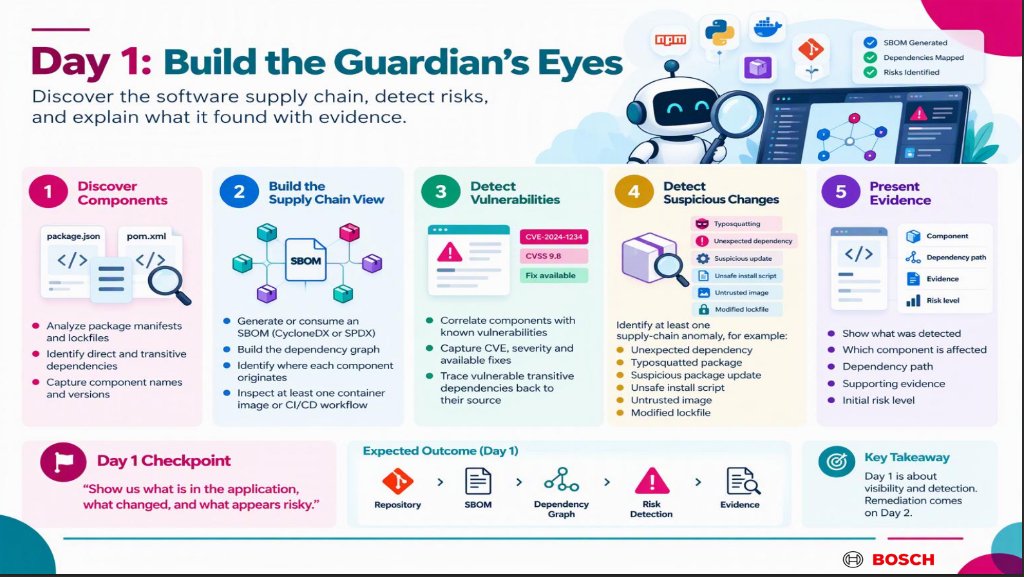 Day 1: Build the Guardian's Eyes
Discover the software supply chain, detect risks,
and explain what it found with evidence.
npm
SBOM Generated
Dependencies Mapped
Risks Identified
1
Discover
Components
package.json
pom.xml
</>
</>
Analyze package manifests
and lockfiles
Identify direct and transitive
dependencies
Capture component names
and versions
2
Build the
Supply Chain View
SBOM
Generate or consume an
SBOM (CycloneDX or SPDX)
Build the dependency graph
Identify where each component
originates
Inspect at least one container
image or CI/CD workflow
3
Detect
Vulnerabilities
CVE-2024-1234
CVSS 9.8
Fix available
Correlate components with
known vulnerabilities
Capture CVE, severity and
available fixes
Trace vulnerable transitive
dependencies back to
their source
4
Detect
Suspicious Changes
Typosquatting
Unexpected dependency
Suspicious update
Unsafe install script
Untrusted image
Modified lockfile
Identify at least one
supply-chain anomaly, for example:
Unexpected dependency
Typosquatted package
Suspicious package update
Unsafe install script
Untrusted image
Modified lockfile
5
Present
Evidence
</>
Component
Dependency path
Evidence
Risk level
Show what was detected
Which component is affected
Dependency path
Supporting evidence
Initial risk level
Day 1 Checkpoint
"Show us what is in the application,
what changed, and what appears risky."
Expected Outcome (Day 1)
Repository
SBOM
Dependency
Graph
Risk
Detection
Evidence
Key Takeaway
Day 1 is about
visibility and detection.
Remediation comes
on Day 2.
BOSCH